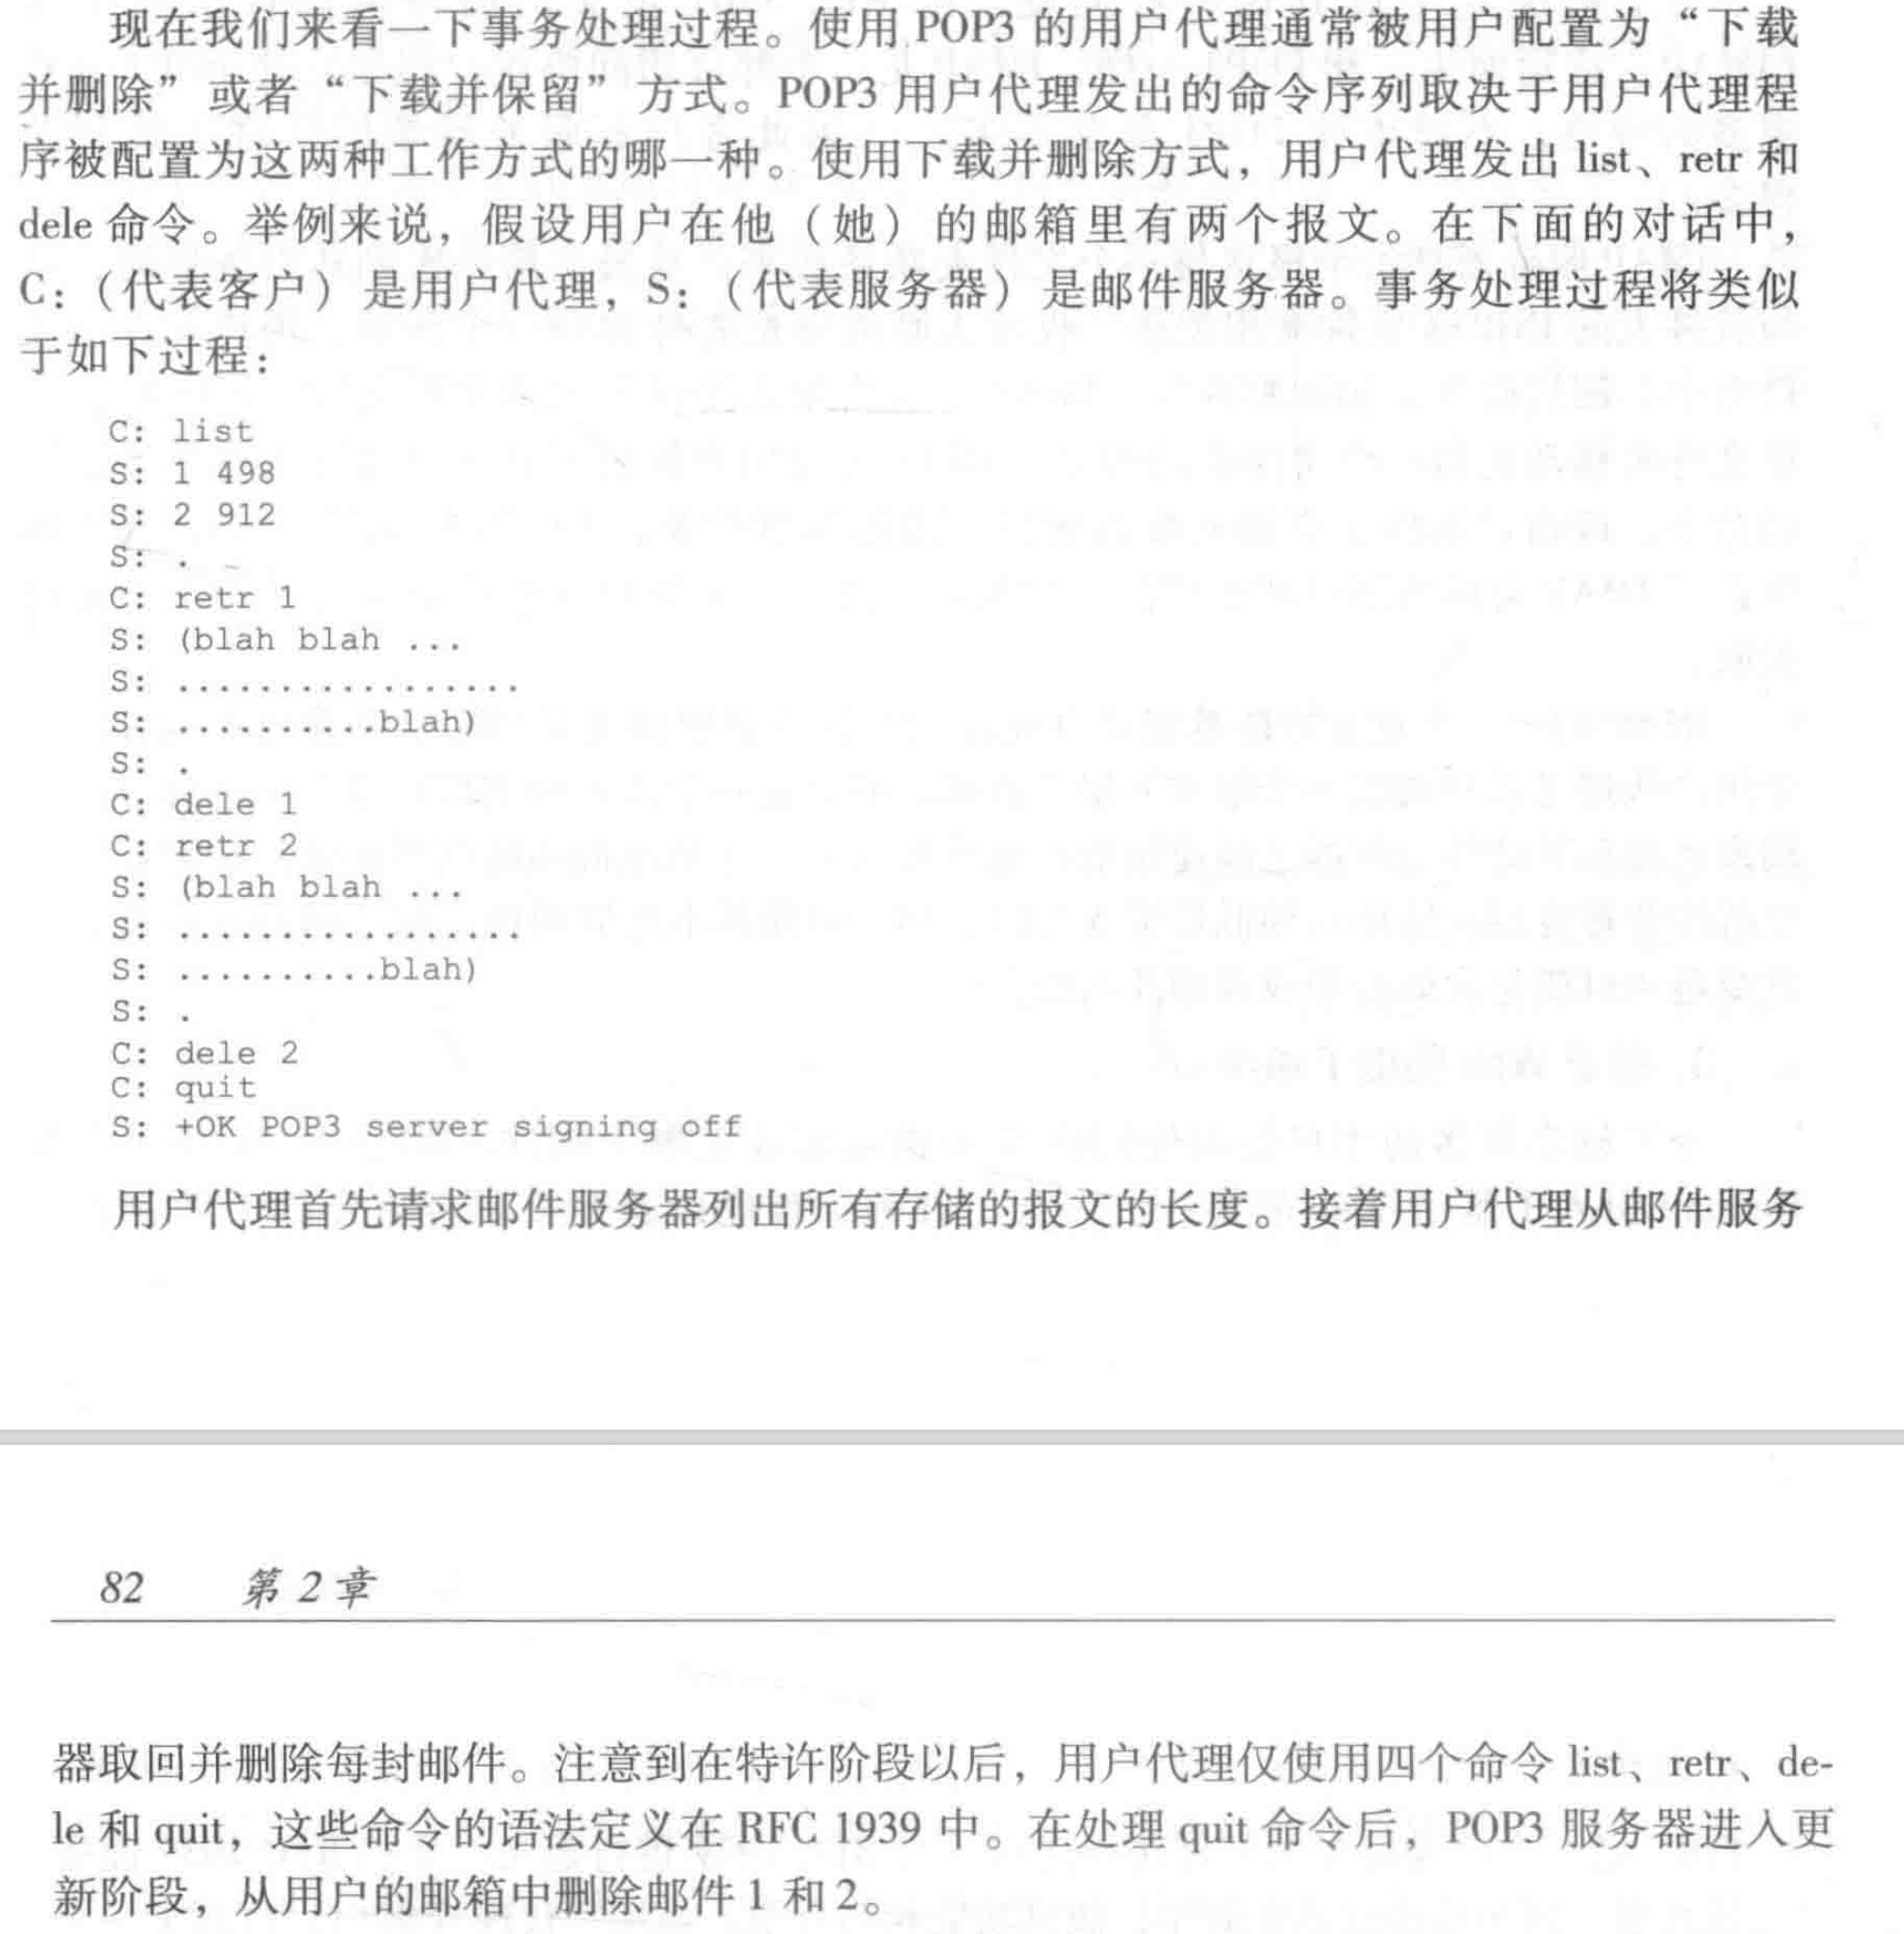 现在我们来看一下事务处理过程。使用 POP3 的用户代理通常被用户配置为“下载
并删除”或者“下载并保留”方式。POP3 用户代理发出的命令序列取决于用户代理程
序被配置为这两种工作方式的哪一种。使用下载并删除方式，用户代理发出 list、retr 和
dele 命令。举例来说，假设用户在他（她）的邮箱里有两个报文。在下面的对话中，
C：（代表客户）是用户代理，S：（代表服务器）是邮件服务器。事务处理过程将类似
于如下过程：
C: list
S: 1 498
S: 2 912
S: .
C: retr 1
S: (blah blah ...
S: .................
S: ..........blah)
S: .
C: dele 1
C: retr 2
S: (blah blah ...
S: .................
S: ..........blah)
S: .
C: dele 2
C: quit
S: +OK POP3 server signing off
用户代理首先请求邮件服务器列出所有存储的报文的长度。接着用户代理从邮件服务
82 第 2 章
器取回并删除每封邮件。注意到在特许阶段以后，用户代理仅使用四个命令 list、retr、de-
le 和 quit，这些命令的语法定义在 RFC 1939 中。在处理 quit 命令后，POP3 服务器进入更
新阶段，从用户的邮箱中删除邮件 1 和 2。